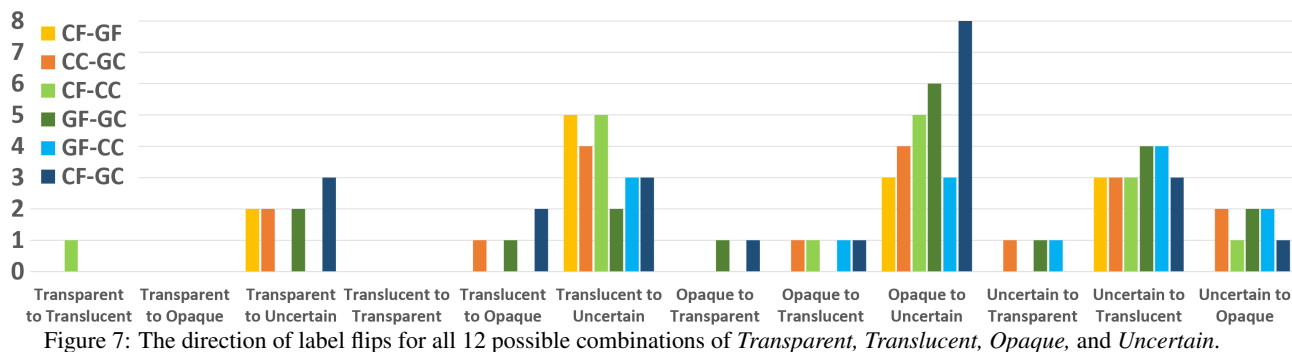 8
7
6
5
4
3
2
1
0
CF-GF
CC-GC
CF-CC
GF-GC
GF-CC
CF-GC
Transparent
to Translucent
Transparent
to Opaque
Transparent
to Uncertain
Translucent to
Transparent
Translucent
to Opaque
Translucent to
Uncertain
Opaque to
Transparent
Opaque to
Translucent
Opaque to
Uncertain
Uncertain to
Transparent
Uncertain to
Translucent
Uncertain to
Opaque
Figure 7: The direction of label flips for all 12 possible combinations of Transparent, Translucent, Opaque, and Uncertain.